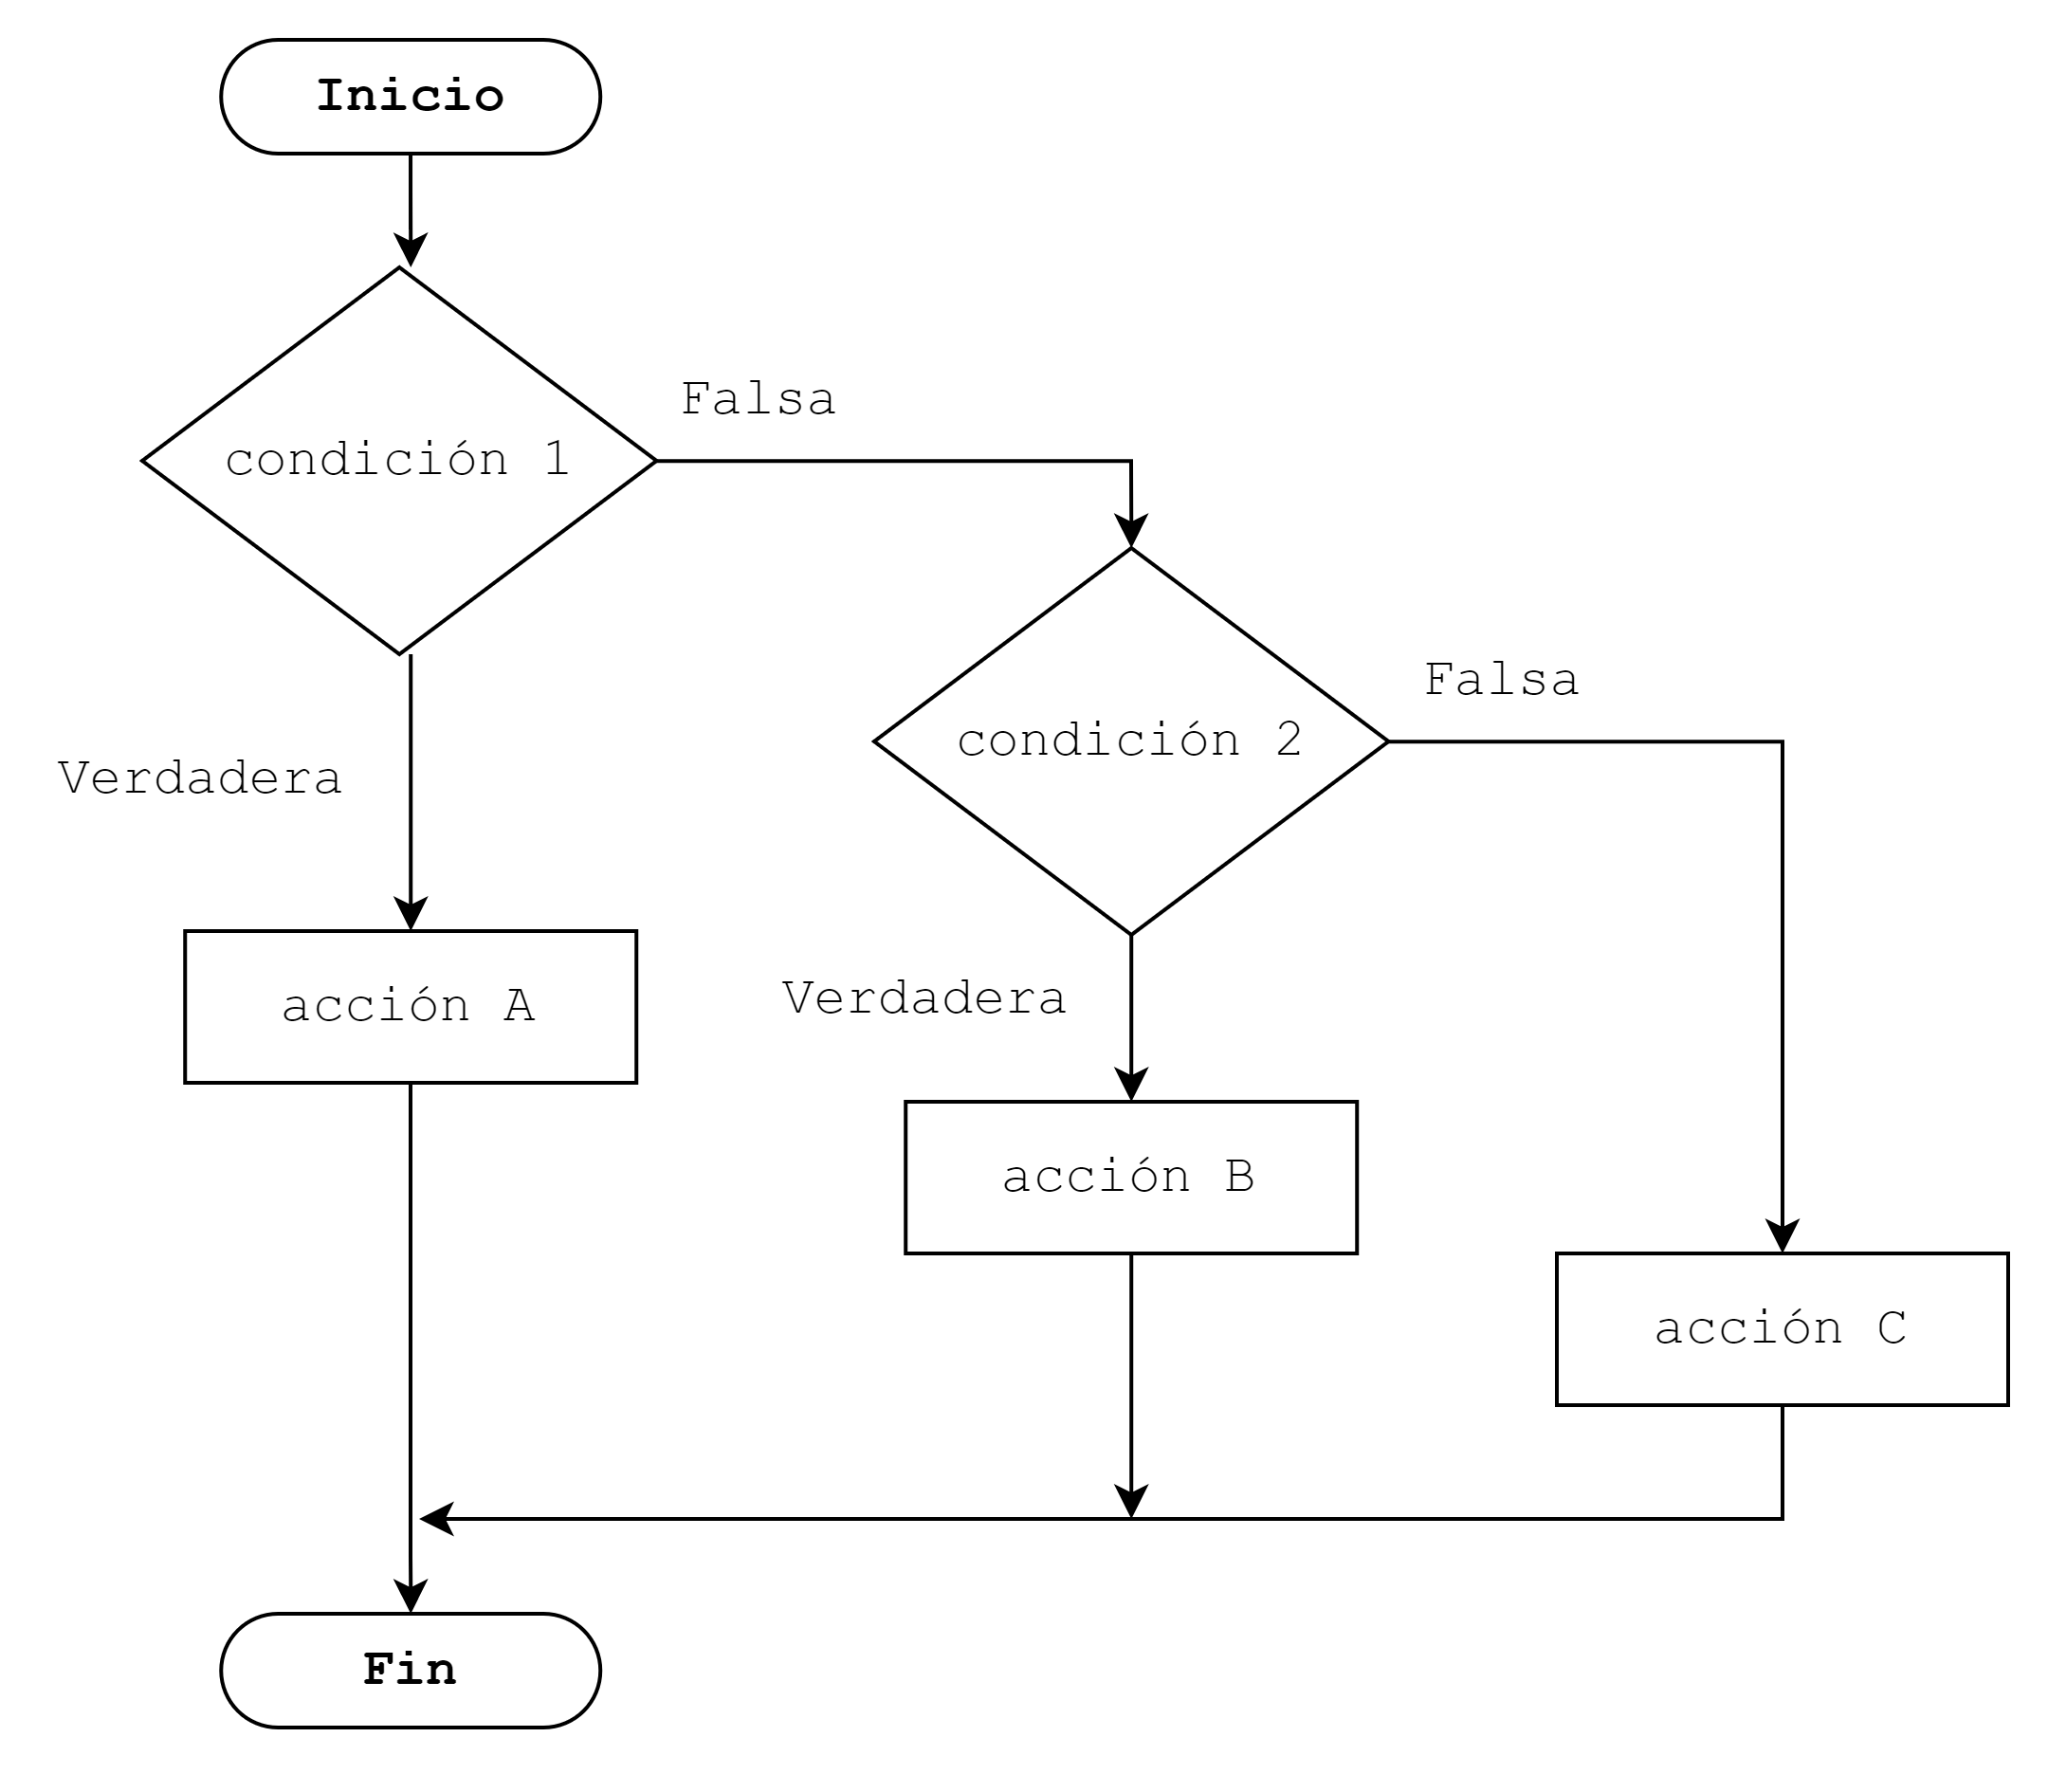 Inicio
Falsa
condición 1
Falsa
condición 2
Verdadera
Verdadera
acción A
acción B
acción C
Fin